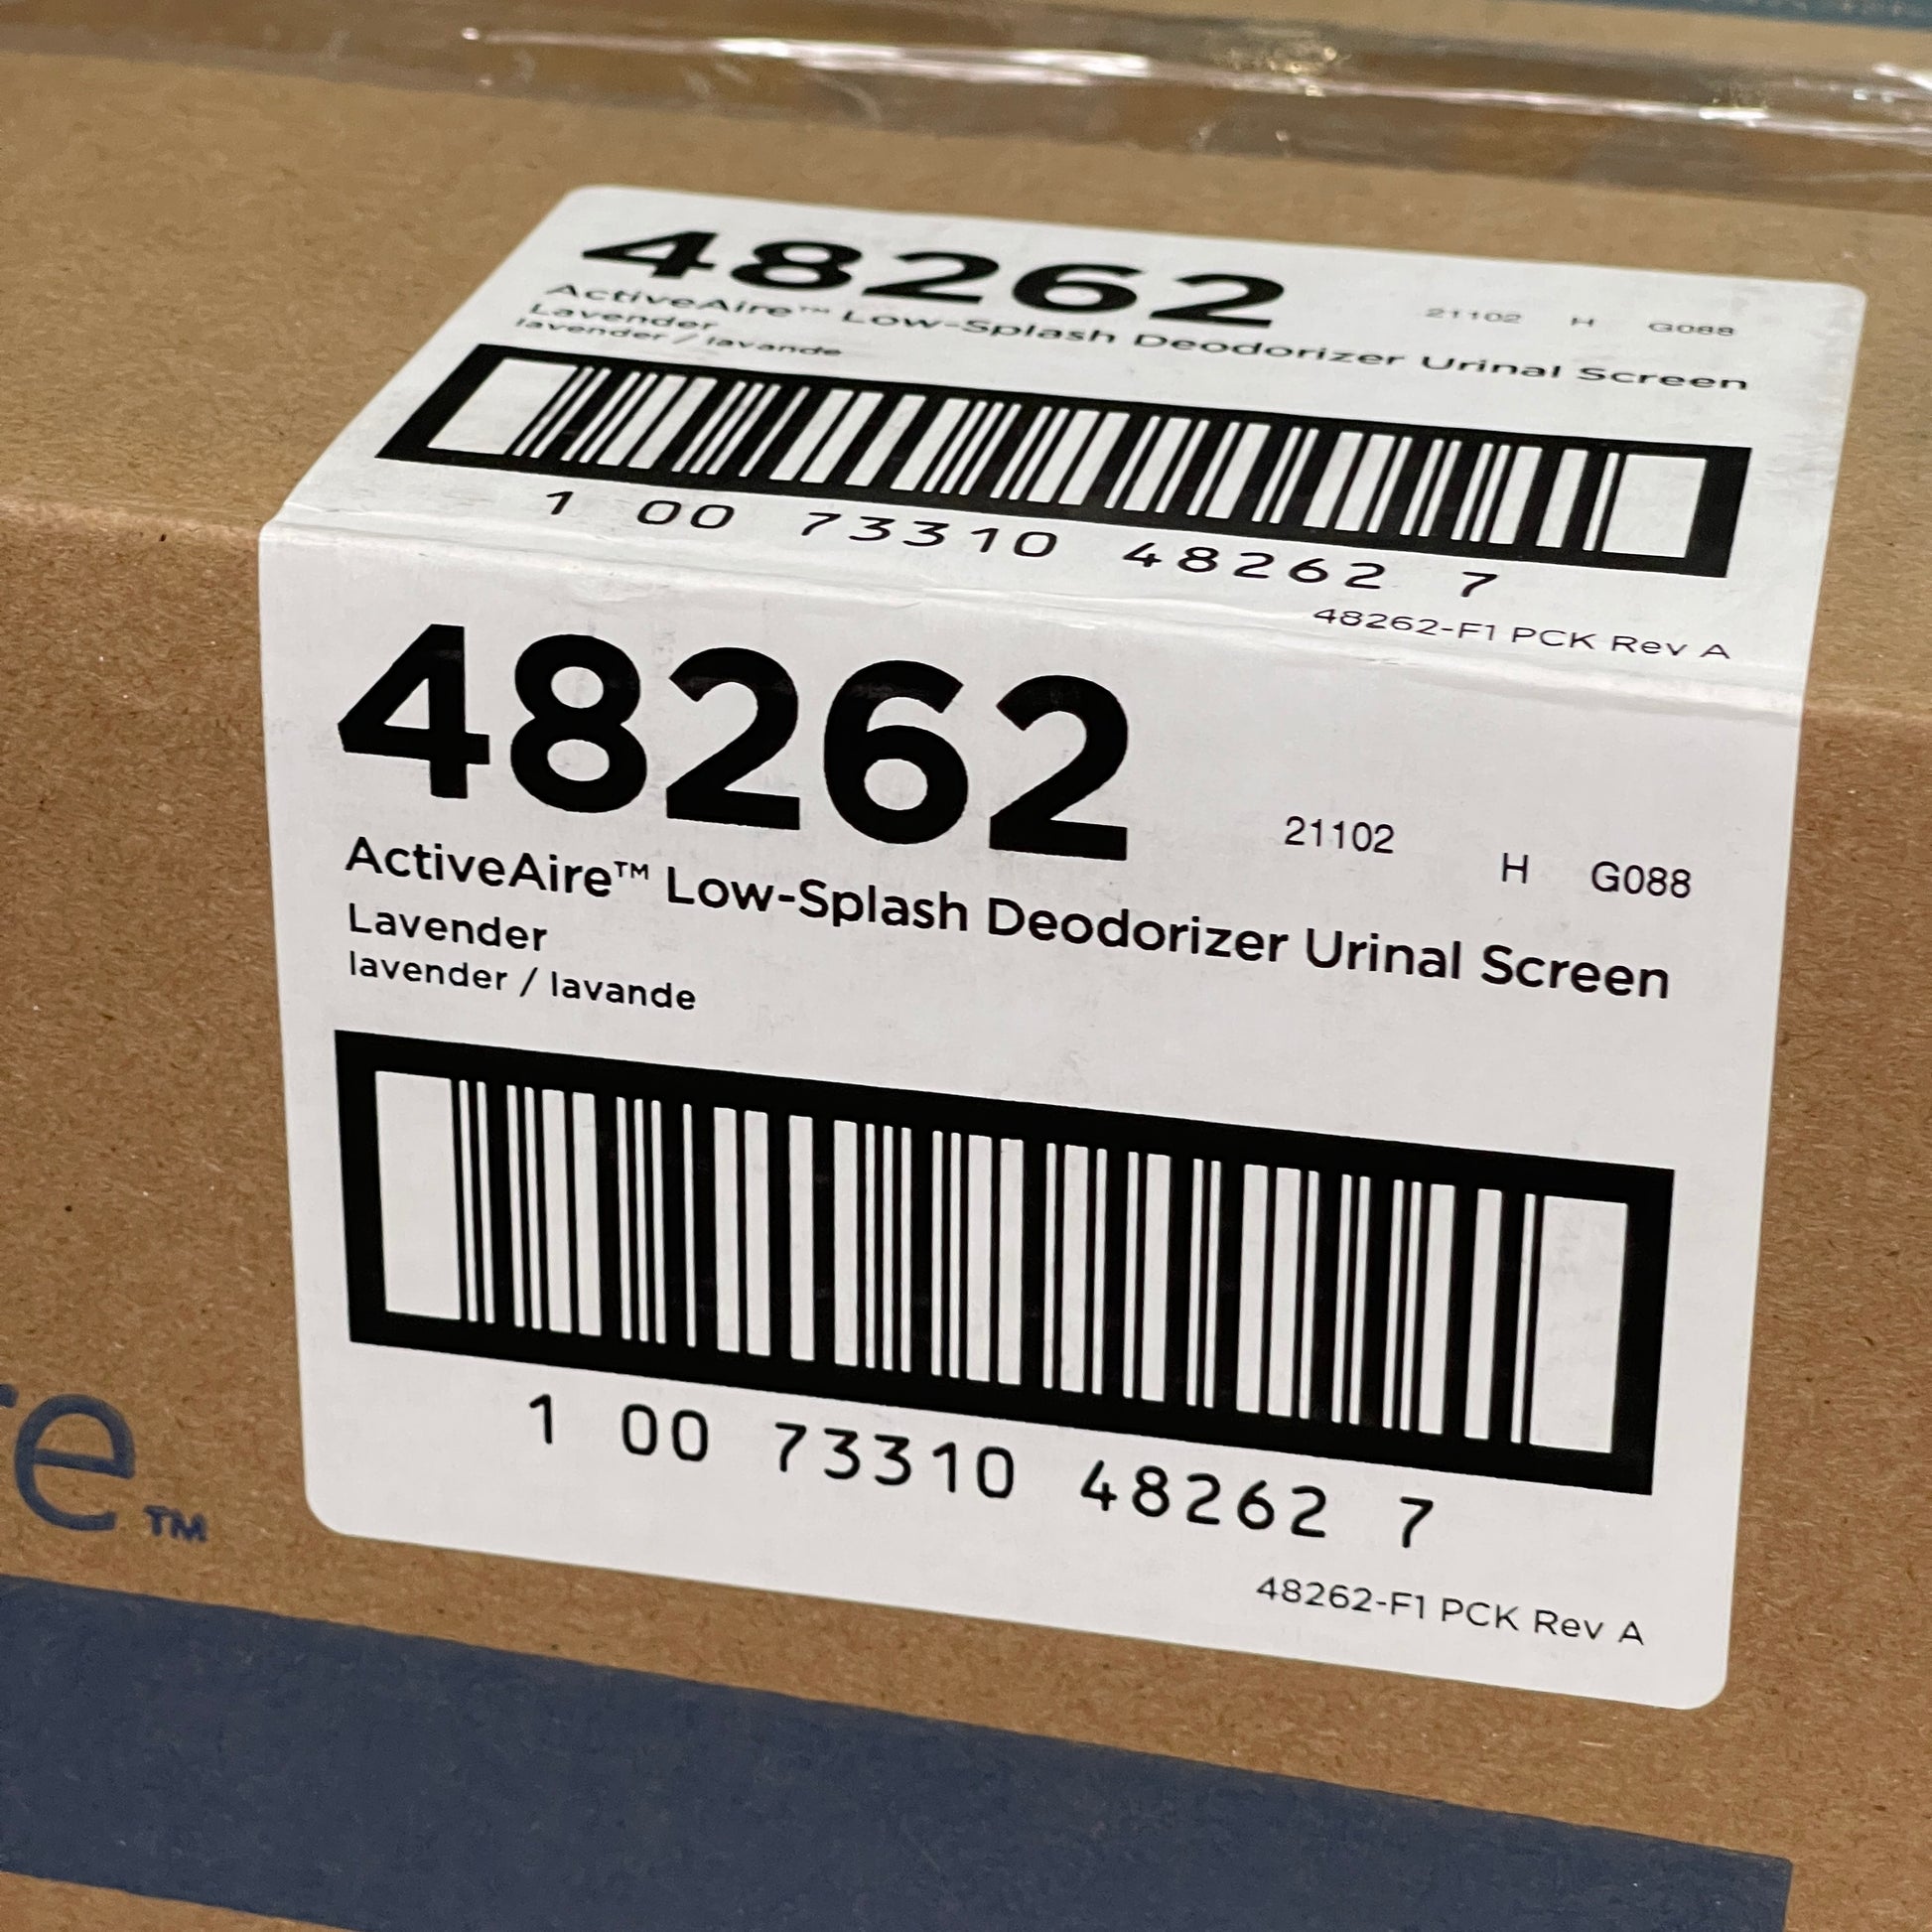 48262
21102 H G088
ActiveAire™ Low-Splash Deodorizer Urinal Screen
Lavender
lavender / lavande
1 00 73310 48262 7
48262-F1 PCK Rev A
48262
21102 H G088
ActiveAire™ Low-Splash Deodorizer Urinal Screen
Lavender
lavender / lavande
1 00 73310 48262 7
48262-F1 PCK Rev A
re™